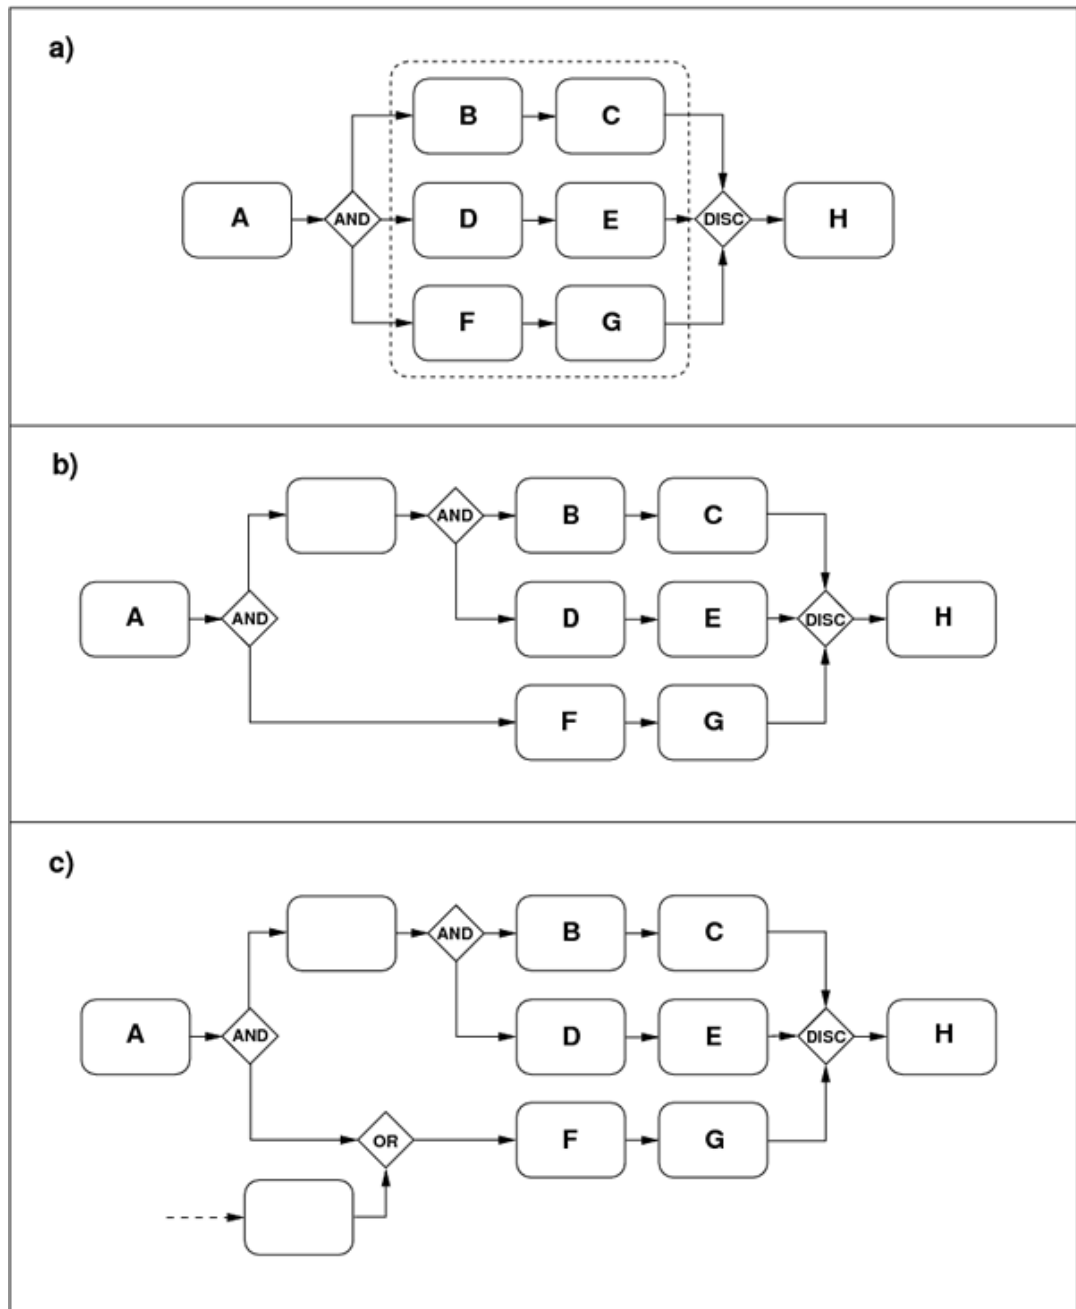 a)
B C
A AND D E DISC H
F G
b)
AND B C
A AND D E DISC H
F G
c)
AND B C
A AND D E DISC H
OR F G